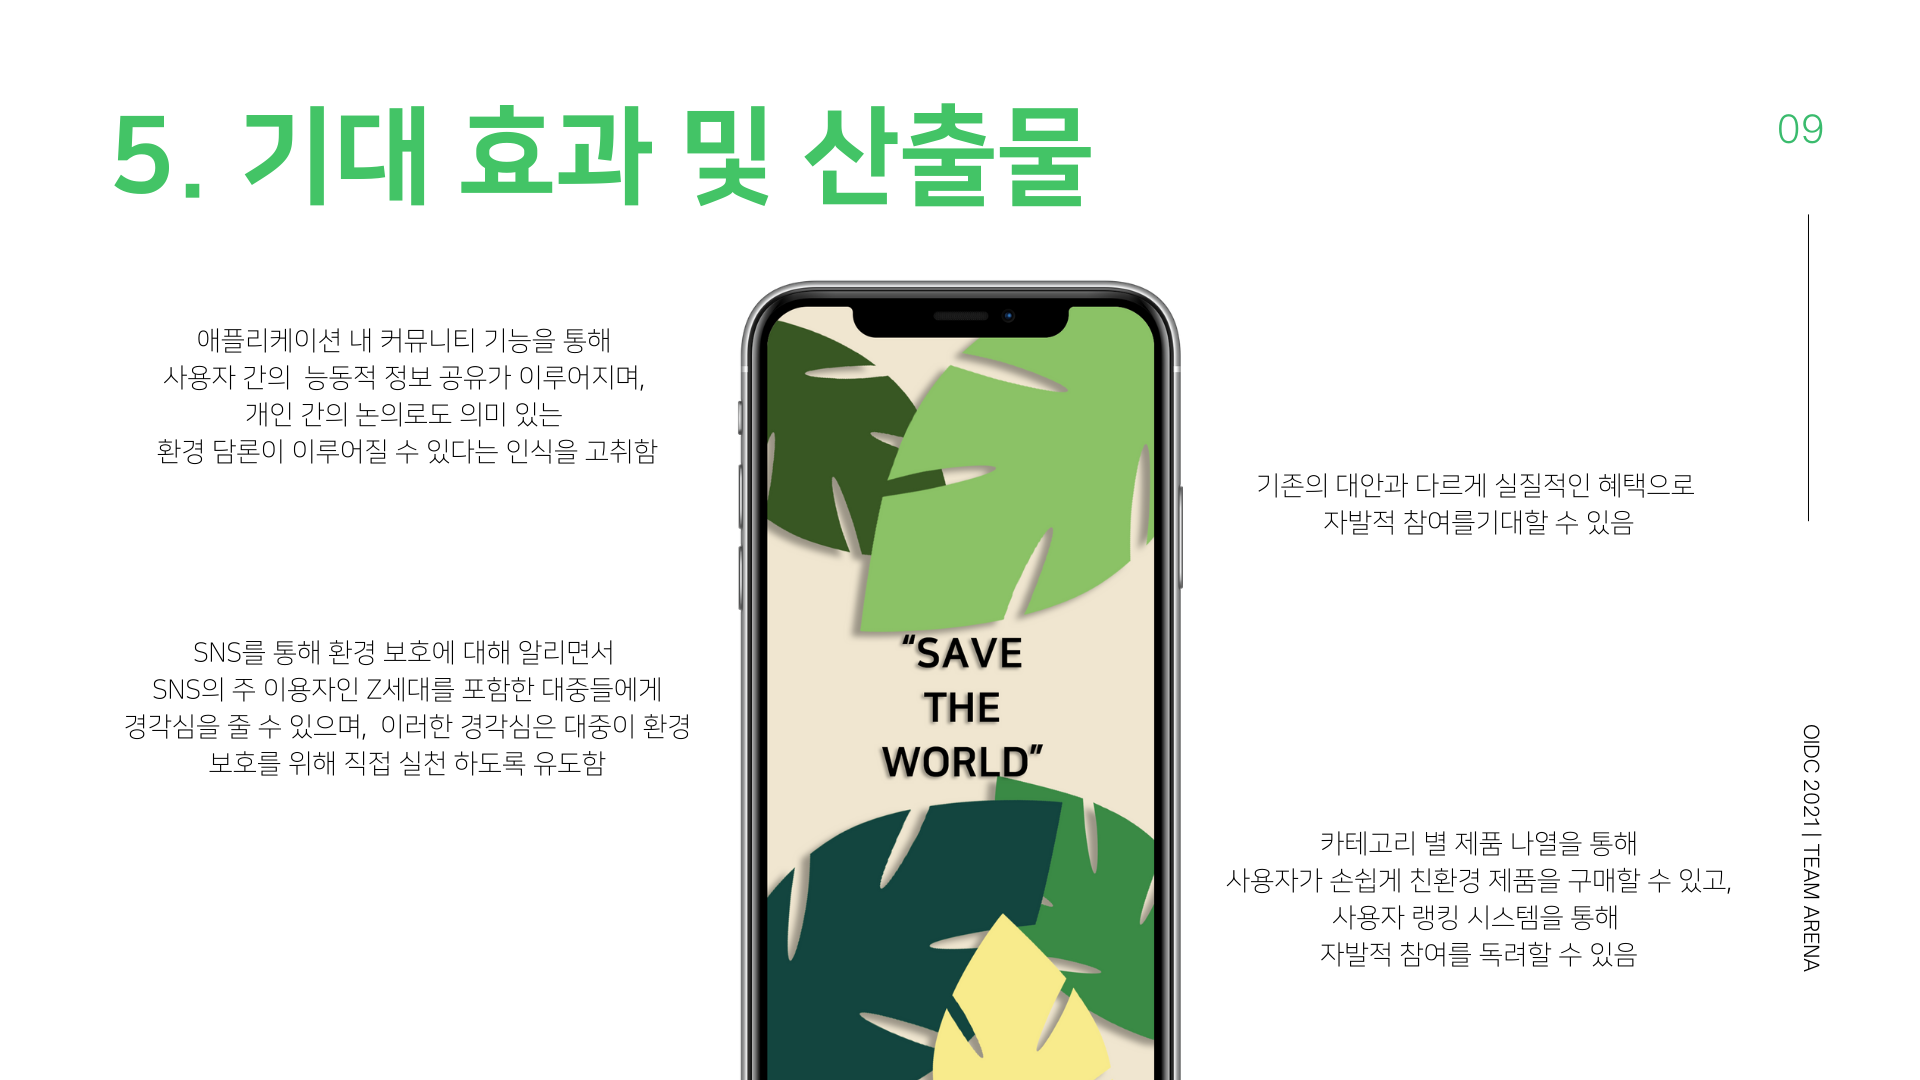 5. 기대 효과 및 산출물
09
애플리케이션 내 커뮤니티 기능을 통해
사용자 간의 능동적 정보 공유가 이루어지며,
개인 간의 논의로도 의미 있는
환경 담론이 이루어질 수 있다는 인식을 고취함
SNS를 통해 환경 보호에 대해 알리면서
SNS의 주 이용자인 Z세대를 포함한 대중들에게
경각심을 줄 수 있으며, 이러한 경각심은 대중이 환경
보호를 위해 직접 실천 하도록 유도함
“SAVE
THE
WORLD”
기존의 대안과 다르게 실질적인 혜택으로
자발적 참여를기대할 수 있음
카테고리 별 제품 나열을 통해
사용자가 손쉽게 친환경 제품을 구매할 수 있고,
사용자 랭킹 시스템을 통해
자발적 참여를 독려할 수 있음
OIDC 2021 | TEAM ARENA